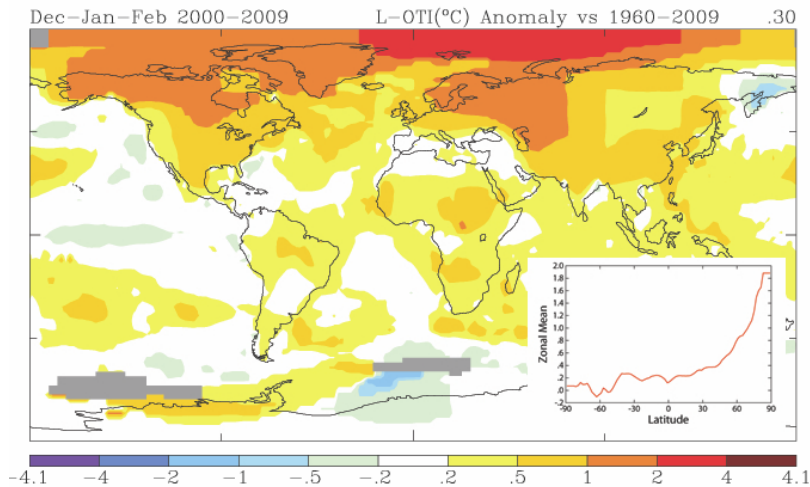 Dec-Jan-Feb 2000-2009 L-OTI(°C) Anomaly vs 1960-2009 .30
2.0
1.8
1.6
1.4
1.2
1.0
.8
.6
.4
.2
0
-.2
Zonal Mean
-90 -60 -30 0 30 60 90
Latitude
-4.1 -4 -2 -1 -.5 -.2 .2 .5 1 2 4 4.1